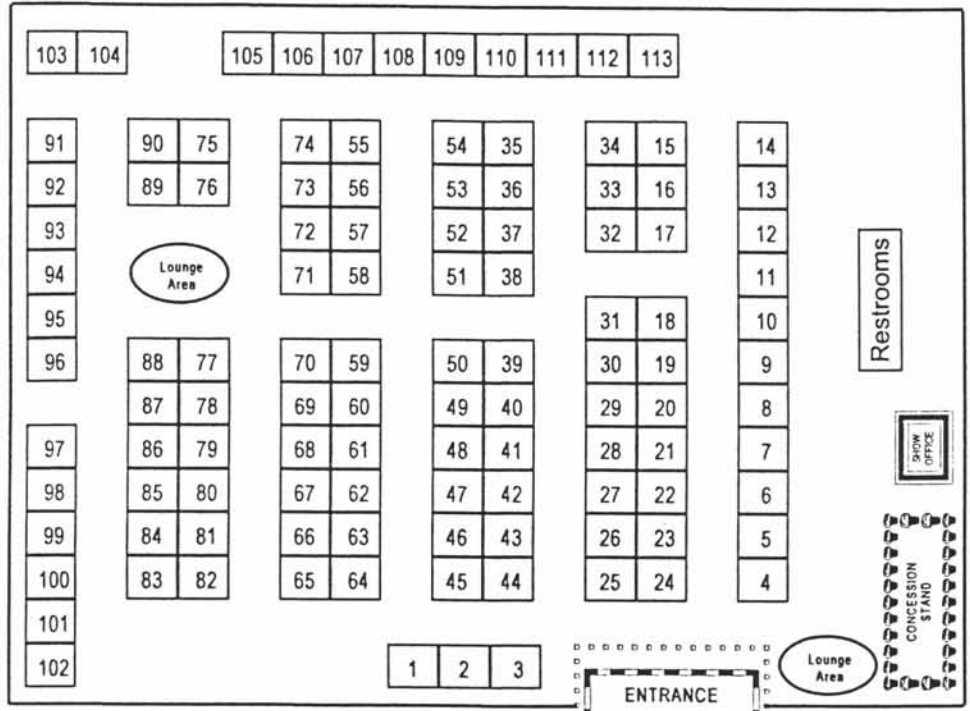 103 104 105 106 107 108 109 110 111 112 113
91 90 75 74 55 54 35 34 15 14
92 89 76 73 56 53 36 33 16 13
93 72 57 52 37 32 17 12
94 Lounge 71 58 51 38 11
Area
95 31 18 10
Restrooms
96 88 77 70 59 50 39 30 19 9
87 78 69 60 49 40 29 20 8
97 86 79 68 61 48 41 28 21 7
SHOW
OFFICE
98 85 80 67 62 47 42 27 22 6
99 84 81 66 63 46 43 26 23 5
100 83 82 65 64 45 44 25 24 4
CONCESSION
STAND
101
102 1 2 3 Lounge
Area
ENTRANCE